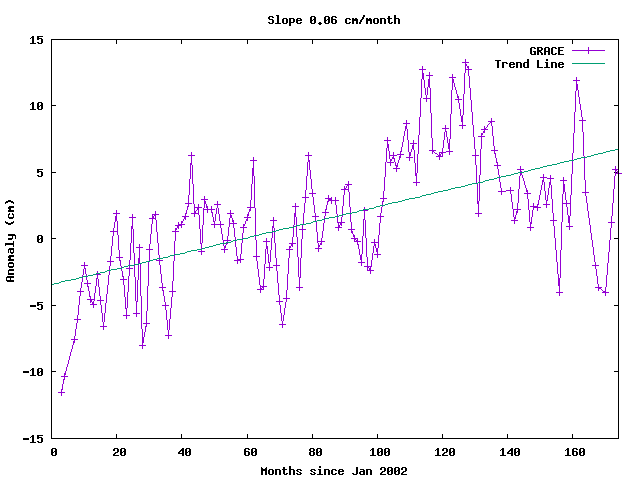 Slope 0.06 cm/month
GRACE
Trend Line
15
10
5
0
-5
-10
-15
Anomaly (cm)
0 20 40 60 80 100 120 140 160
Months since Jan 2002